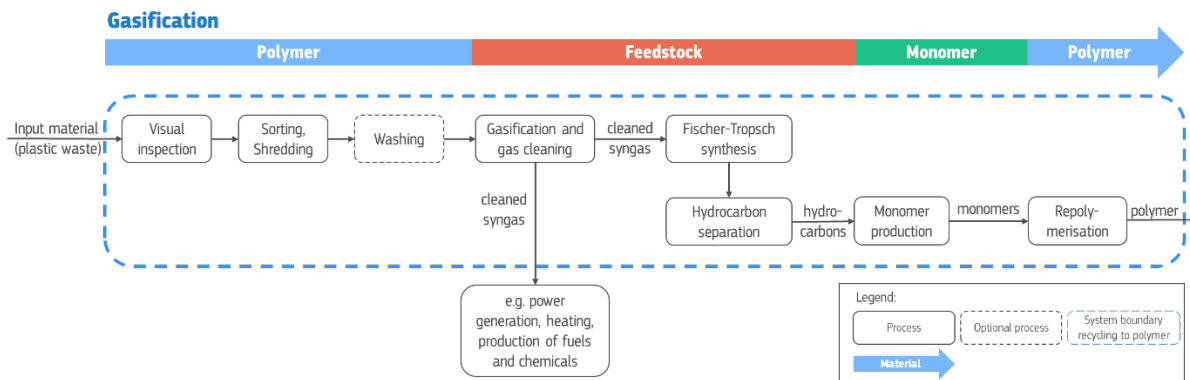 Gasification
Polymer
Feedstock
Monomer
Polymer
Input material
(plastic waste)
Visual
inspection
Sorting,
Shredding
Washing
Gasification and
gas cleaning
cleaned
syngas
Fischer-Tropsch
synthesis
cleaned
syngas
Hydrocarbon
separation
hydro-
carbons
Monomer
production
monomers
Repoly-
merisation
polymer
e.g. power
generation, heating,
production of fuels
and chemicals
Legend:
Process
Optional process
System boundary
recycling to polymer
Material